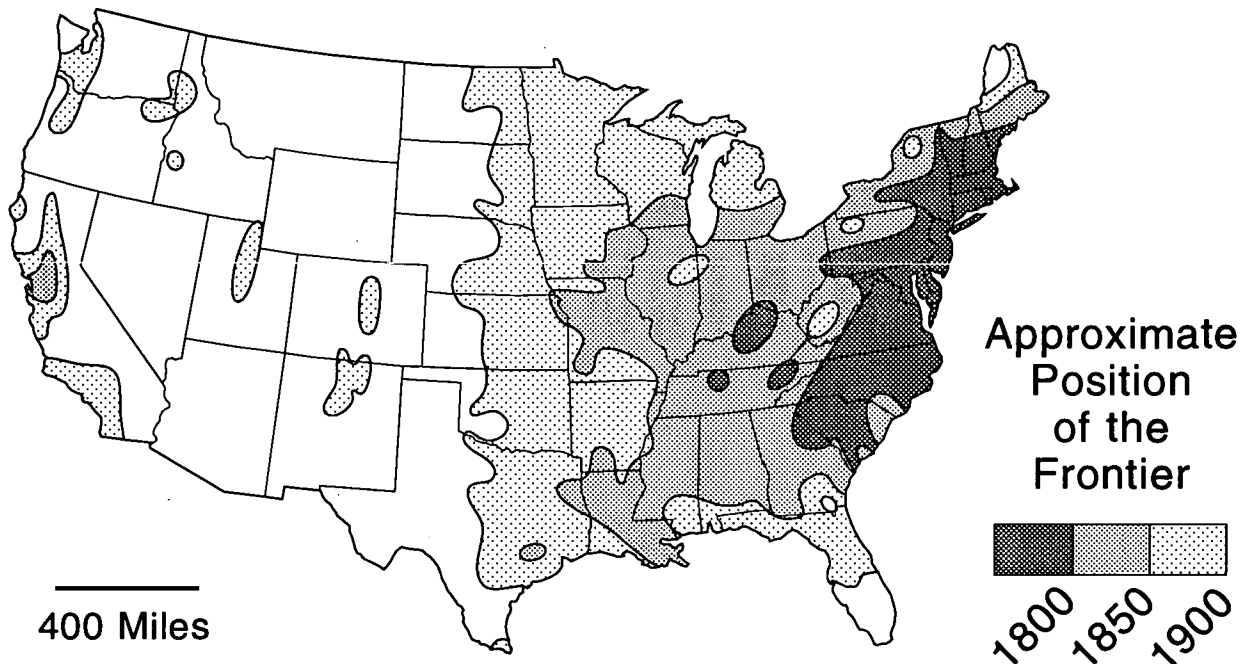 Approximate
Position
of the
Frontier
1800
1850
1900
400 Miles